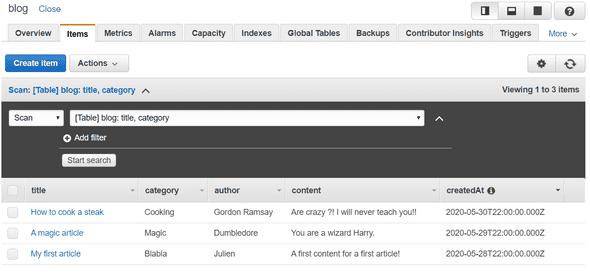 blog Close
Overview Items Metrics Alarms Capacity Indexes Global Tables Backups Contributor Insights Triggers More
Create item Actions
Scan: [Table] blog: title, category Viewing 1 to 3 items
Scan [Table] blog: title, category
Add filter
Start search
title category author content createdAt
How to cook a steak Cooking Gordon Ramsay Are crazy ?! I will never teach you!! 2020-05-30T22:00:00.000Z
A magic article Magic Dumbledore You are a wizard Harry. 2020-05-29T22:00:00.000Z
My first article Blabla Julien A first content for a first article! 2020-05-28T22:00:00.000Z